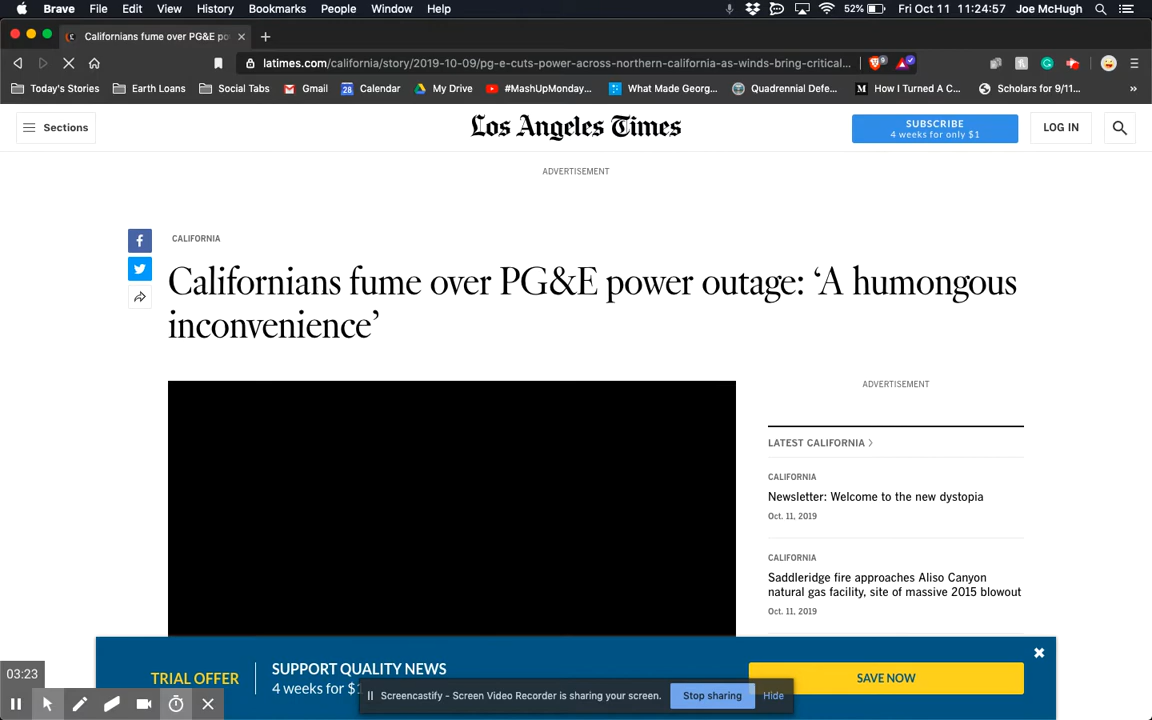 Brave File Edit View History Bookmarks People Window Help 52% Fri Oct 11 11:24:57 Joe McHugh
Californians fume over PG&E po
latimes.com/california/story/2019-10-09/pg-e-cuts-power-across-northern-california-as-winds-bring-critical...
Today's Stories Earth Loans Social Tabs Gmail 28 Calendar My Drive #MashUpMonday... What Made Georg... Quadrennial Defe... M How I Turned A C... Scholars for 9/11... »
Sections
Los Angeles Times
SUBSCRIBE
4 weeks for only $1
LOG IN
ADVERTISEMENT
CALIFORNIA
Californians fume over PG&E power outage: ‘A humongous
inconvenience’
ADVERTISEMENT
LATEST CALIFORNIA >
CALIFORNIA
Newsletter: Welcome to the new dystopia
Oct. 11, 2019
CALIFORNIA
Saddleridge fire approaches Aliso Canyon
natural gas facility, site of massive 2015 blowout
Oct. 11, 2019
TRIAL OFFER
SUPPORT QUALITY NEWS
4 weeks for $1
SAVE NOW
03:23
Screencastify - Screen Video Recorder is sharing your screen. Stop sharing Hide